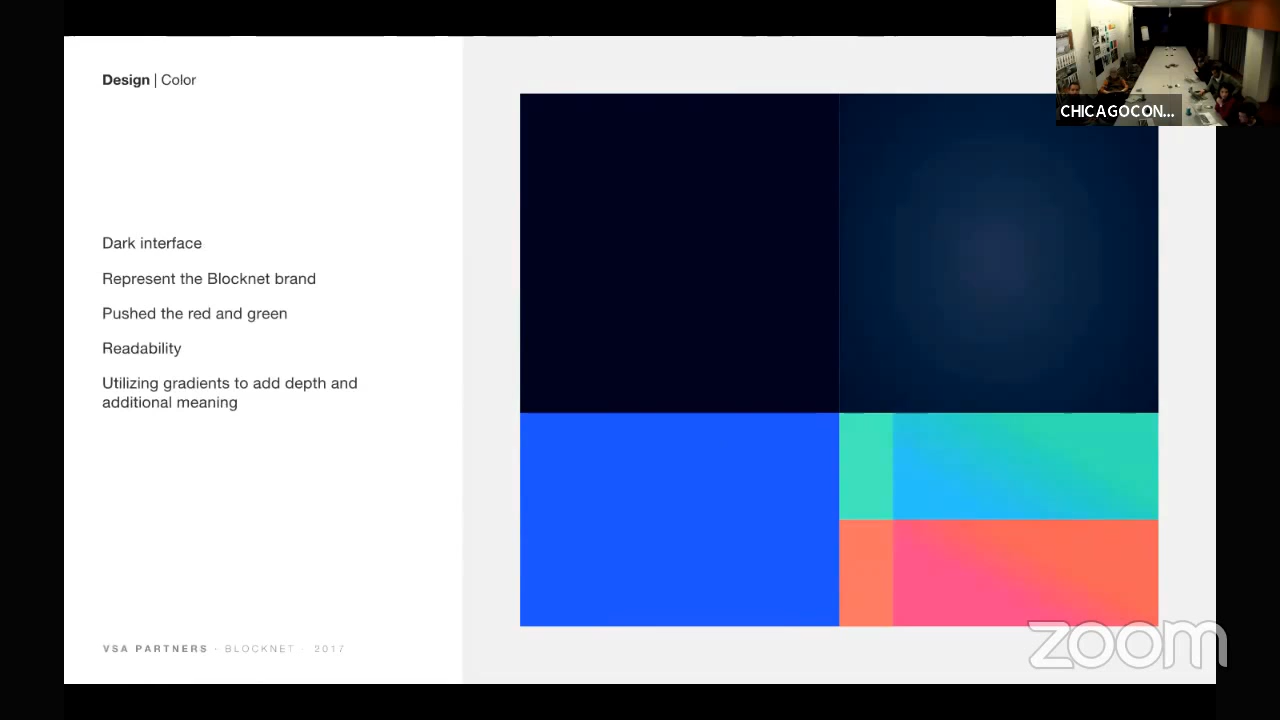 Design | Color
CHICAGOCON...
Dark interface
Represent the Blocknet brand
Pushed the red and green
Readability
Utilizing gradients to add depth and
additional meaning
VSA PARTNERS · BLOCKNET · 2017
zoom